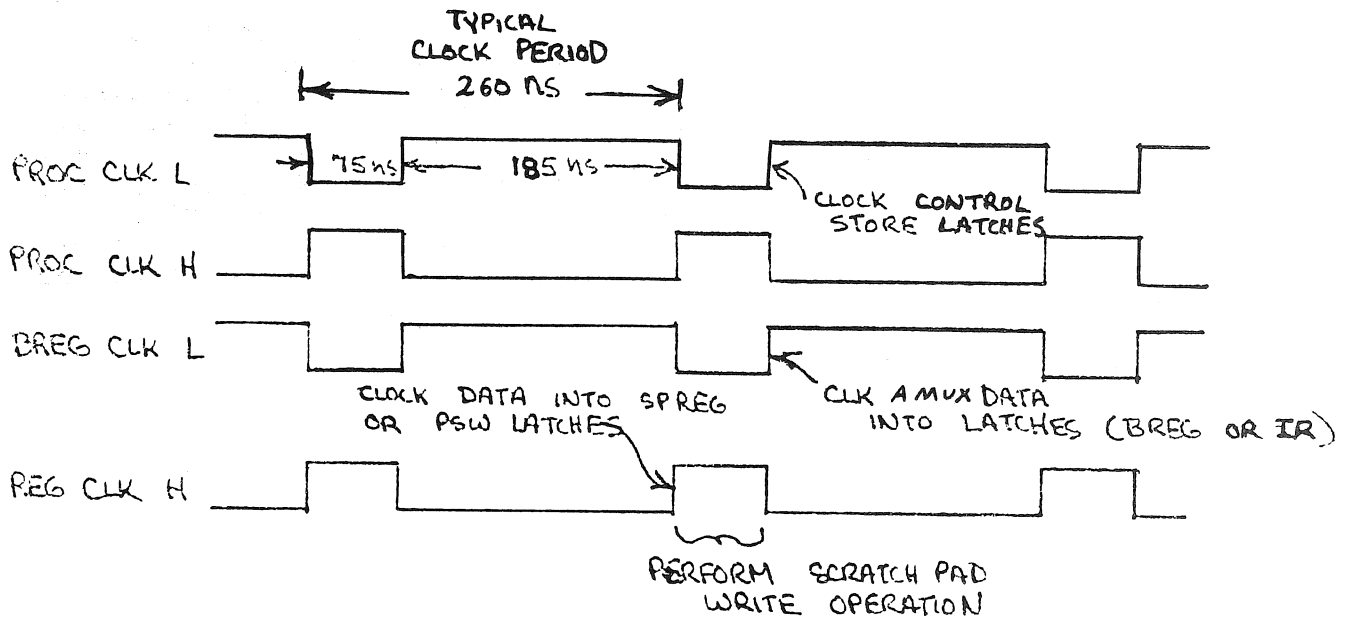 TYPICAL
CLOCK PERIOD
260 ns
PROC CLK L
75 ns
185 ns
CLOCK CONTROL
STORE LATCHES
PROC CLK H
BREG CLK L
CLOCK DATA INTO SPREG
OR PSW LATCHES
CLK AMUX DATA
INTO LATCHES (BREG OR IR)
REG CLK H
PERFORM SCRATCH PAD
WRITE OPERATION